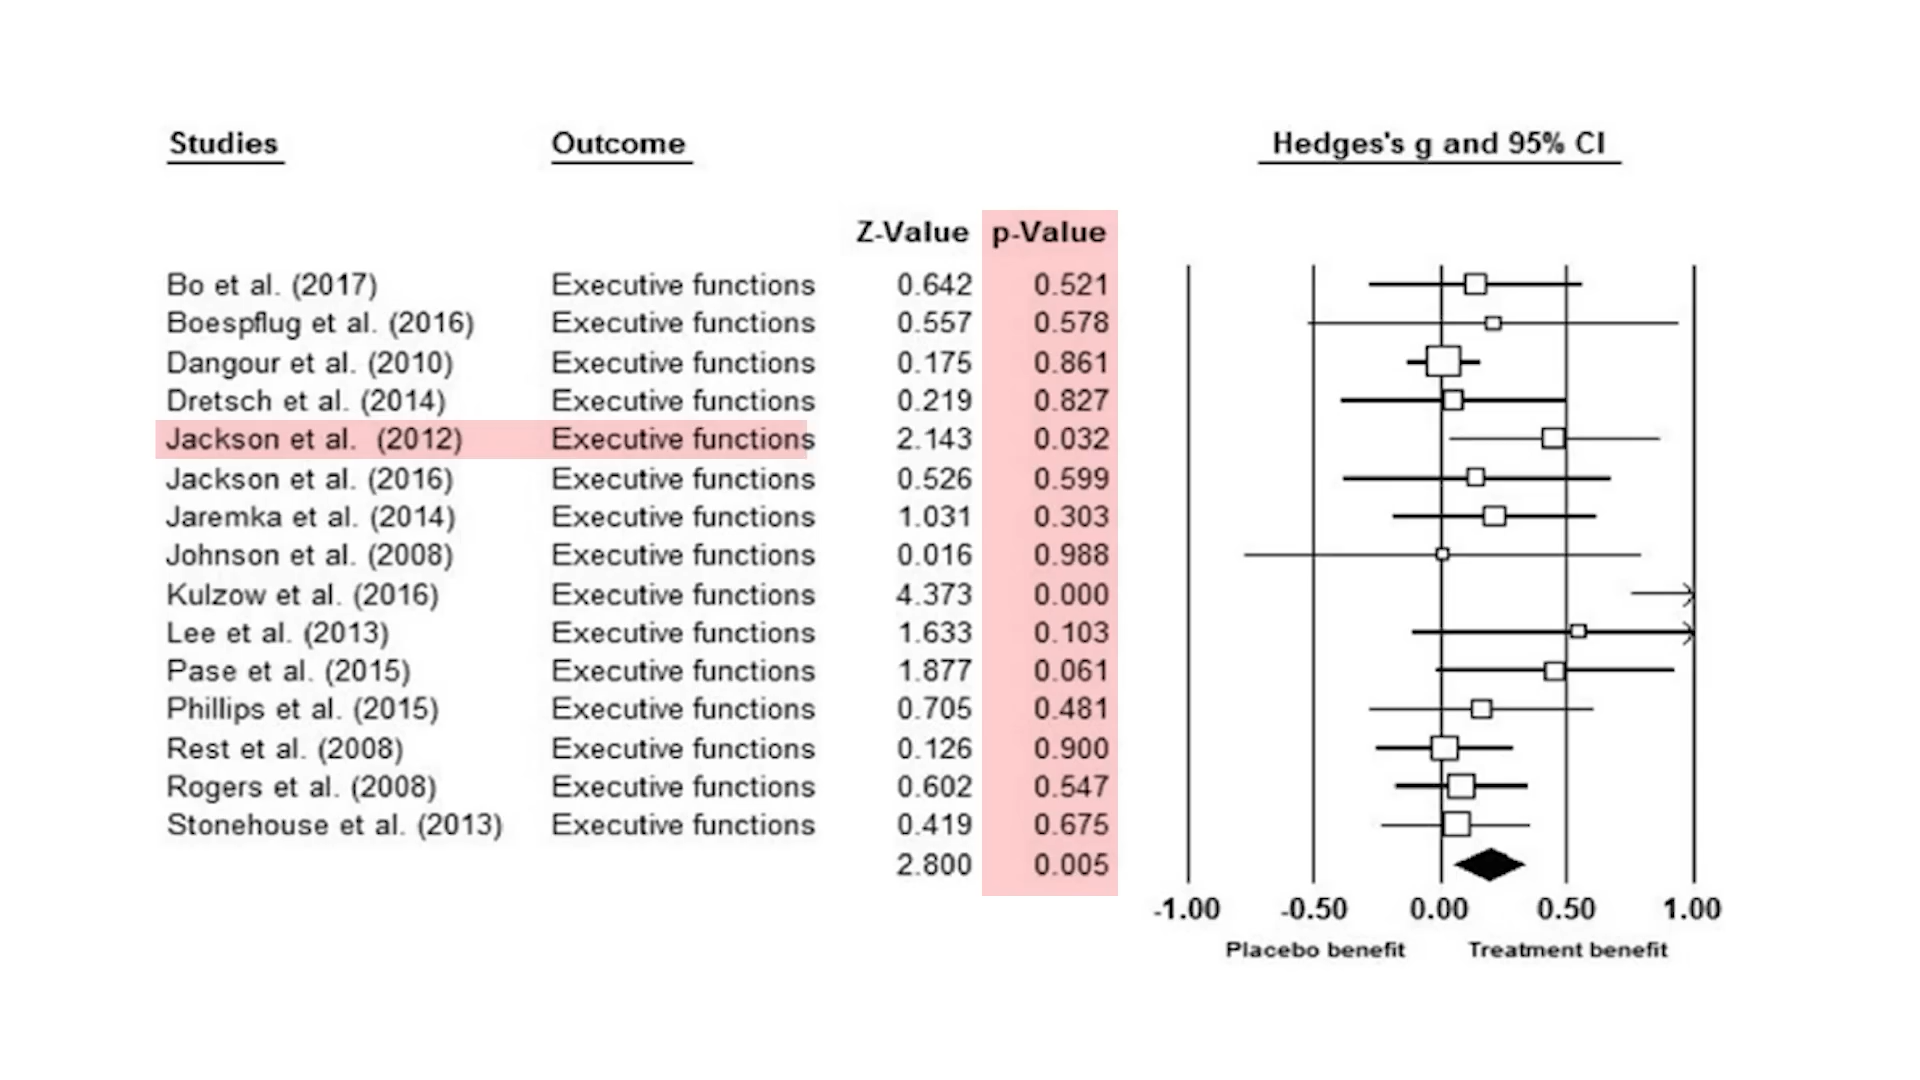 Studies Outcome Hedges's g and 95% CI
Z-Value p-Value
Bo et al. (2017) Executive functions 0.642 0.521
Boespflug et al. (2016) Executive functions 0.557 0.578
Dangour et al. (2010) Executive functions 0.175 0.861
Dretsch et al. (2014) Executive functions 0.219 0.827
Jackson et al. (2012) Executive functions 2.143 0.032
Jackson et al. (2016) Executive functions 0.526 0.599
Jaremka et al. (2014) Executive functions 1.031 0.303
Johnson et al. (2008) Executive functions 0.016 0.988
Kulzow et al. (2016) Executive functions 4.373 0.000
Lee et al. (2013) Executive functions 1.633 0.103
Pase et al. (2015) Executive functions 1.877 0.061
Phillips et al. (2015) Executive functions 0.705 0.481
Rest et al. (2008) Executive functions 0.126 0.900
Rogers et al. (2008) Executive functions 0.602 0.547
Stonehouse et al. (2013) Executive functions 0.419 0.675
2.800 0.005
-1.00 -0.50 0.00 0.50 1.00
Placebo benefit Treatment benefit